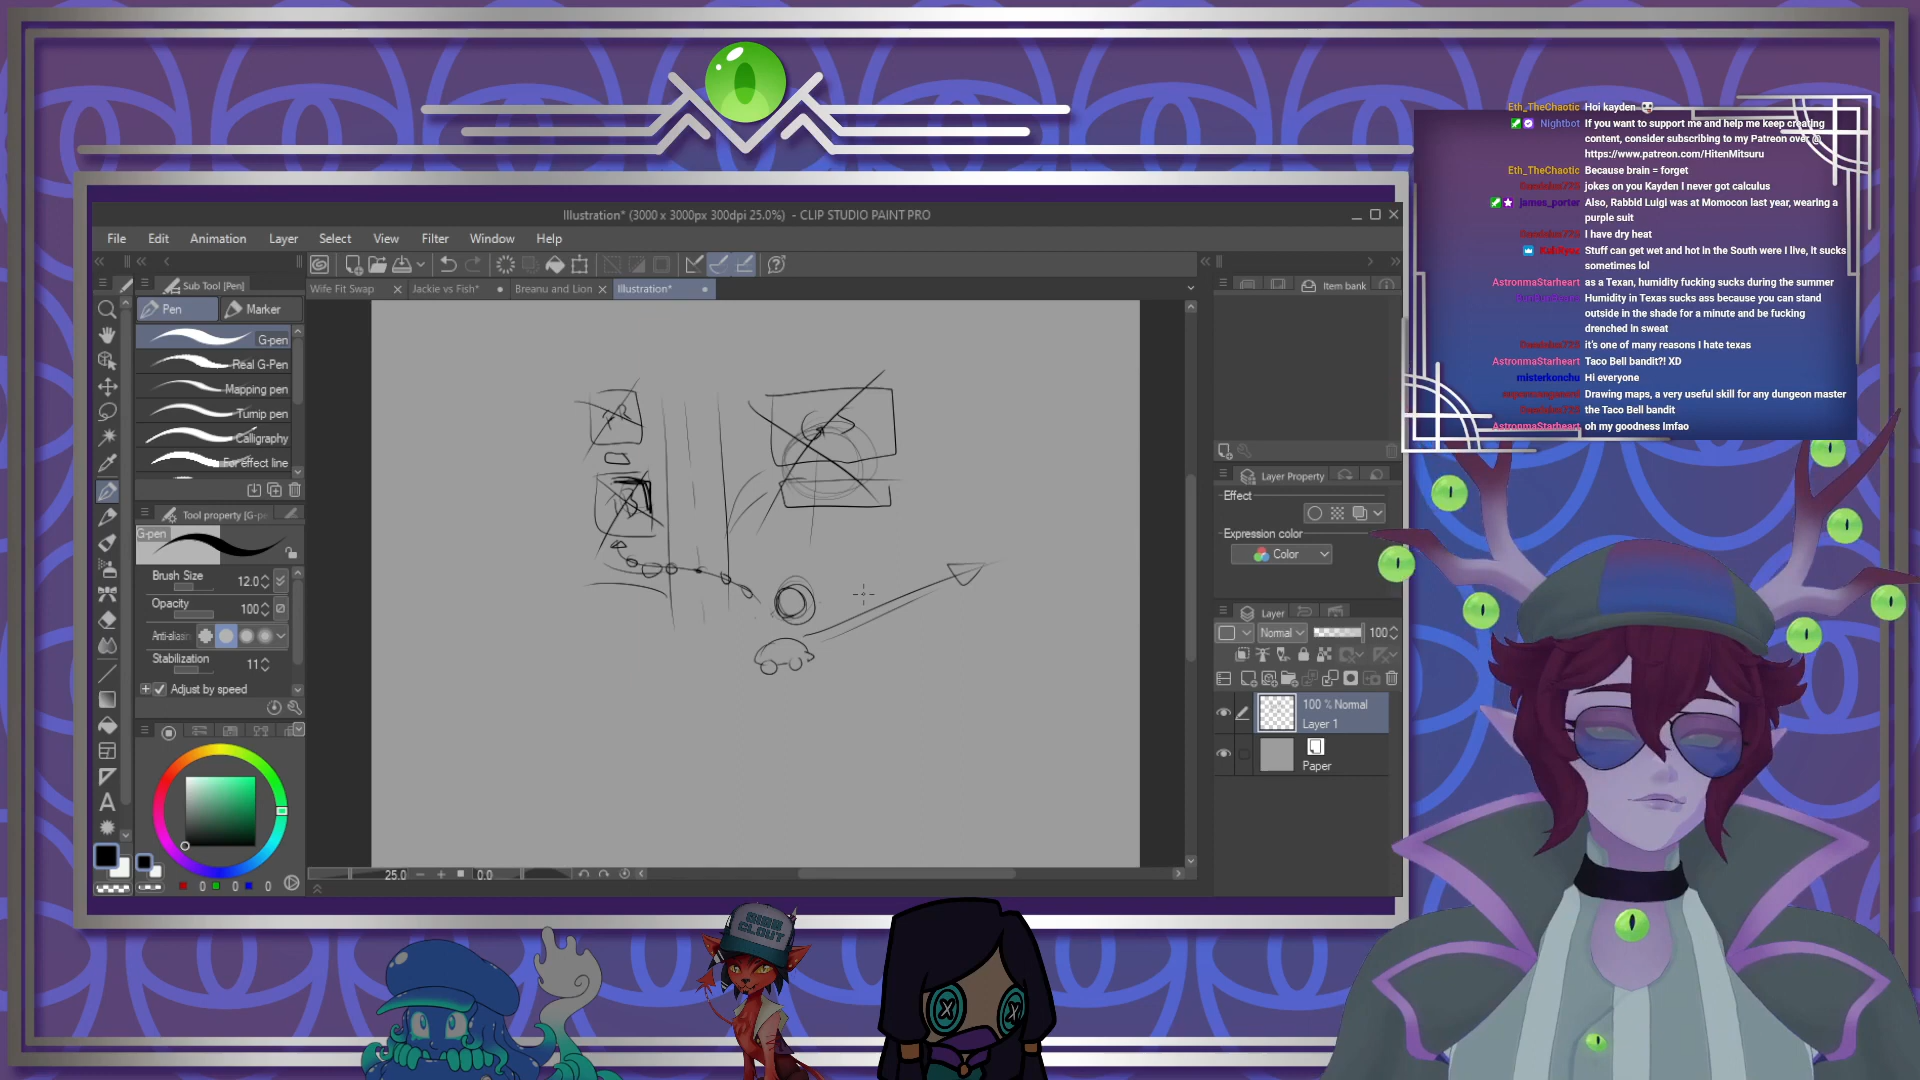 Illustration* (3000 x 3000px 300dpi 25.0%) - CLIP STUDIO PAINT PRO
File Edit Animation Layer Select View Filter Window Help
Sub Tool [Pen]
Wife Fit Swap
Jackie vs Fish*
Breanu and Lion
Illustration*
Pen
Marker
G-pen
Real G-Pen
Mapping pen
Turnip pen
Calligraphy
For effect line
Tool property [G-pe
G-pen
Brush Size 12.0
Opacity 100
Anti-aliasin
Stabilization 11
Adjust by speed
0 0 0
25.0
0.0
Item bank
Layer Property
Effect
Expression color
Color
Layer
Normal 100
100 % Normal
Layer 1
Paper
Eth_TheChaotic Hoi kayden
Nightbot If you want to support me and help me keep creating
content, consider subscribing to my Patreon over @
https://www.patreon.com/HitenMitsuru
Eth_TheChaotic Because brain = forget
jokes on you Kayden I never got calculus
james_porter Also, Rabbid Luigi was at Momocon last year, wearing a
purple suit
I have dry heat
Stuff can get wet and hot in the South were I live, it sucks
sometimes lol
AstronmaStarheart as a Texan, humidity fucking sucks during the summer
Humidity in Texas sucks ass because you can stand
outside in the shade for a minute and be fucking
drenched in sweat
it's one of many reasons I hate texas
AstronmaStarheart Taco Bell bandit?! XD
misterkonchu Hi everyone
Drawing maps, a very useful skill for any dungeon master
the Taco Bell bandit
AstronmaStarheart oh my goodness lmfao